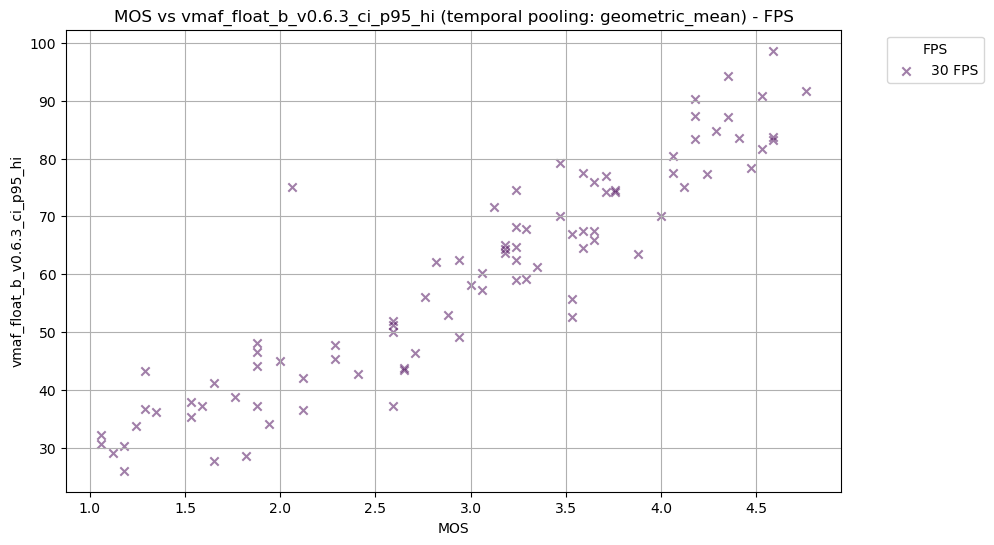 MOS vs vmaf_float_b_v0.6.3_ci_p95_hi (temporal pooling: geometric_mean) - FPS
FPS
30 FPS
vmaf_float_b_v0.6.3_ci_p95_hi
100
90
80
70
60
50
40
30
1.0 1.5 2.0 2.5 3.0 3.5 4.0 4.5
MOS